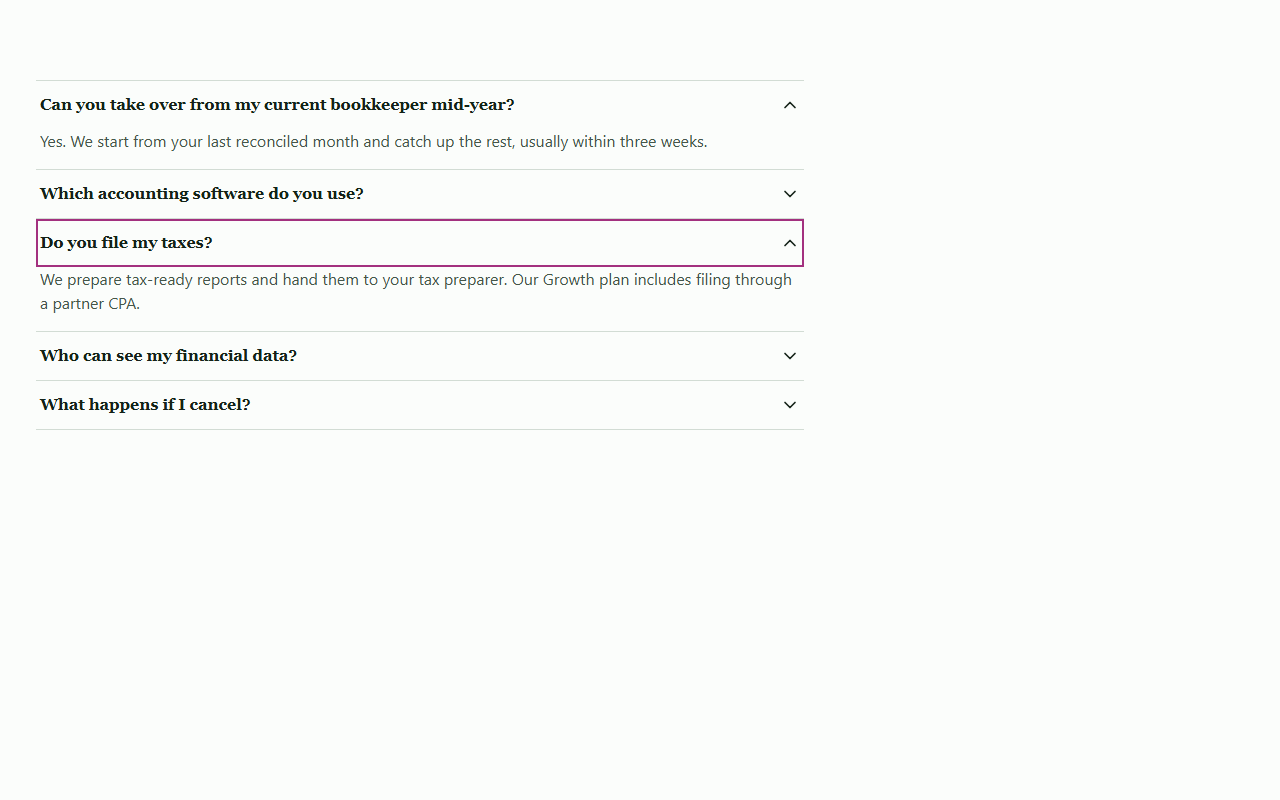 Can you take over from my current bookkeeper mid-year?
Yes. We start from your last reconciled month and catch up the rest, usually within three weeks.
Which accounting software do you use?
Do you file my taxes?
We prepare tax-ready reports and hand them to your tax preparer. Our Growth plan includes filing through
a partner CPA.
Who can see my financial data?
What happens if I cancel?